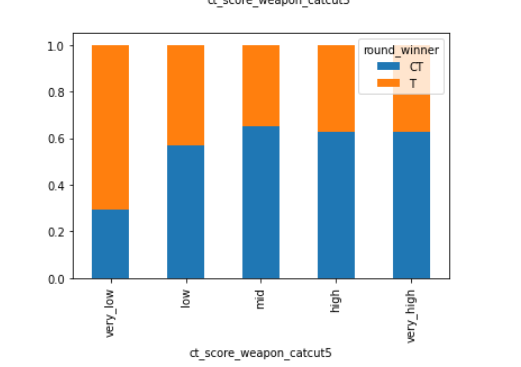 ct_score_weapon_catcut5
round_winner
CT
T
1.0
0.8
0.6
0.4
0.2
0.0
very_low
low
mid
high
very_high
ct_score_weapon_catcut5